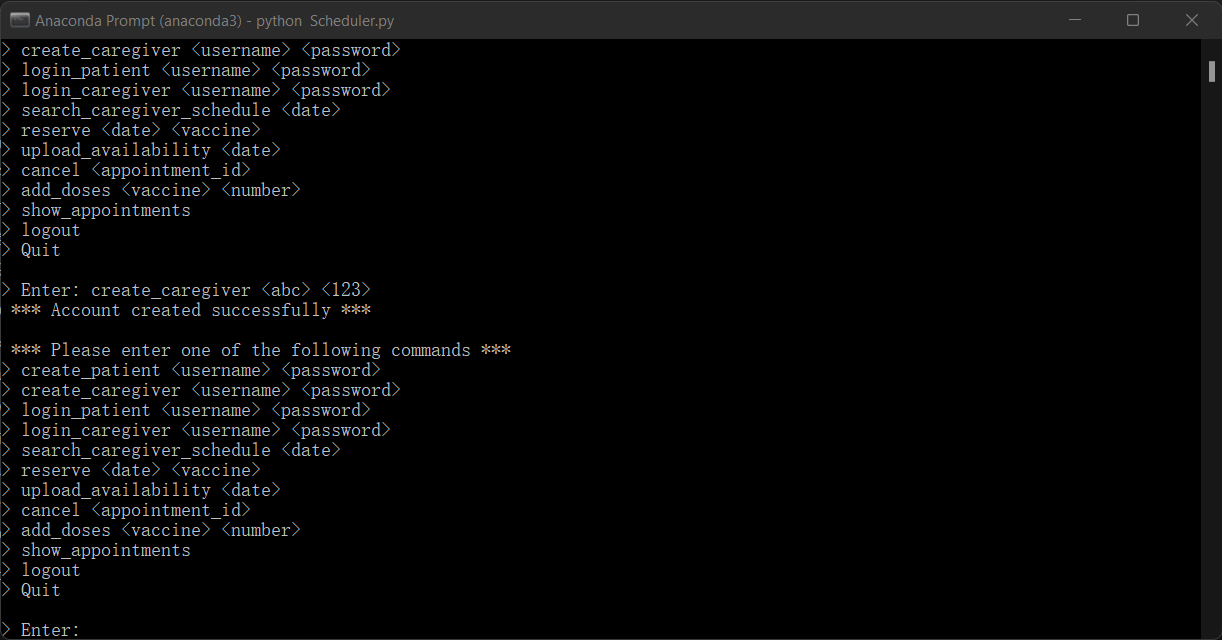 Anaconda Prompt (anaconda3) - python  Scheduler.py
> create_caregiver <username> <password>
> login_patient <username> <password>
> login_caregiver <username> <password>
> search_caregiver_schedule <date>
> reserve <date> <vaccine>
> upload_availability <date>
> cancel <appointment_id>
> add_doses <vaccine> <number>
> show_appointments
> logout
> Quit
> Enter: create_caregiver <abc> <123>
*** Account created successfully ***
*** Please enter one of the following commands ***
> create_patient <username> <password>
> create_caregiver <username> <password>
> login_patient <username> <password>
> login_caregiver <username> <password>
> search_caregiver_schedule <date>
> reserve <date> <vaccine>
> upload_availability <date>
> cancel <appointment_id>
> add_doses <vaccine> <number>
> show_appointments
> logout
> Quit
> Enter: